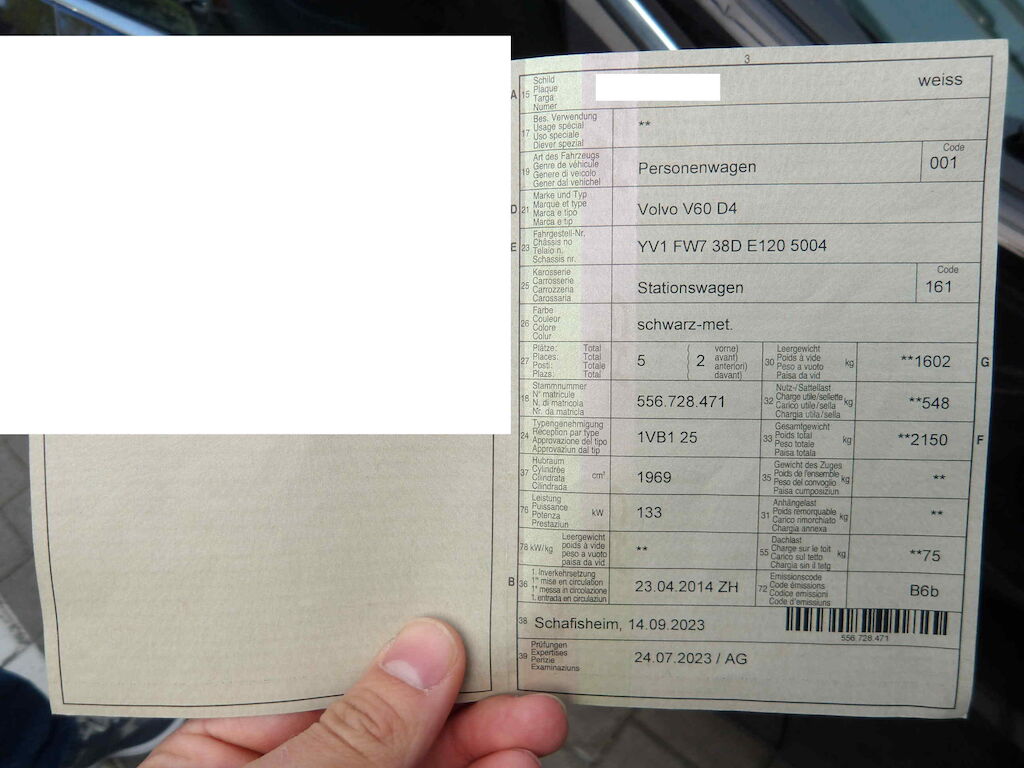 3
A 15 Schild
Plaque
Targa
Numer
weiss
17 Bes. Verwendung
Usage spécial
Uso speciale
Diever spezial
**
19 Art des Fahrzeugs
Genre de véhicule
Genere di veicolo
Gener dal vehichel
Personenwagen
Code
001
D 21 Marke und Typ
Marque et type
Marca e tipo
Marca e tip
Volvo V60 D4
E 23 Fahrgestell-Nr.
Châssis no
Telaio n.
Schassis nr.
YV1 FW7 38D E120 5004
25 Karosserie
Carrosserie
Carrozzeria
Carossaria
Stationswagen
Code
161
26 Farbe
Couleur
Colore
Colur
schwarz-met.
27 Plätze: Total
Places: Total
Posti: Totale
Plazs: Total
5 ( 2 vorne)
( avant)
( anteriori)
( davant)
30 Leergewicht
Poids à vide
Peso a vuoto
Paisa da vid
kg
**1602 G
18 Stammnummer
N° matricule
N. di matricola
Nr. da matricla
556.728.471
32 Nutz-/Sattellast
Charge utile/sellette
Carico utile/sella
Chargia utila/sella
kg
**548
24 Typengenehmigung
Réception par type
Approvazione del tipo
Approvaziun dal tip
1VB1 25
33 Gesamtgewicht
Poids total
Peso totale
Paisa totala
kg
**2150 F
37 Hubraum
Cylindrée
Cilindrata
Cilindrada
cm³
1969
35 Gewicht des Zuges
Poids de l'ensemble
Peso del convoglio
Paisa cumposiziun
kg
**
76 Leistung
Puissance
Potenza
Prestaziun
kW
133
31 Anhängelast
Poids remorquable
Carico rimorchiato
Chargia annexa
kg
**
78 kW/kg Leergewicht
poids à vide
peso a vuoto
paisa da vid
**
55 Dachlast
Charge sur le toit
Carico sul tetto
Chargia sin il tetg
kg
**75
B 36 1. Inverkehrsetzung
1re mise en circulation
1a messa in circolazione
1. entrada en circulaziun
23.04.2014 ZH
72 Emissionscode
Code émissions
Codice emissioni
Code d'emissiuns
B6b
38 Schafisheim, 14.09.2023
556.728.471
39 Prüfungen
Expertises
Perizie
Examinaziuns
24.07.2023 / AG